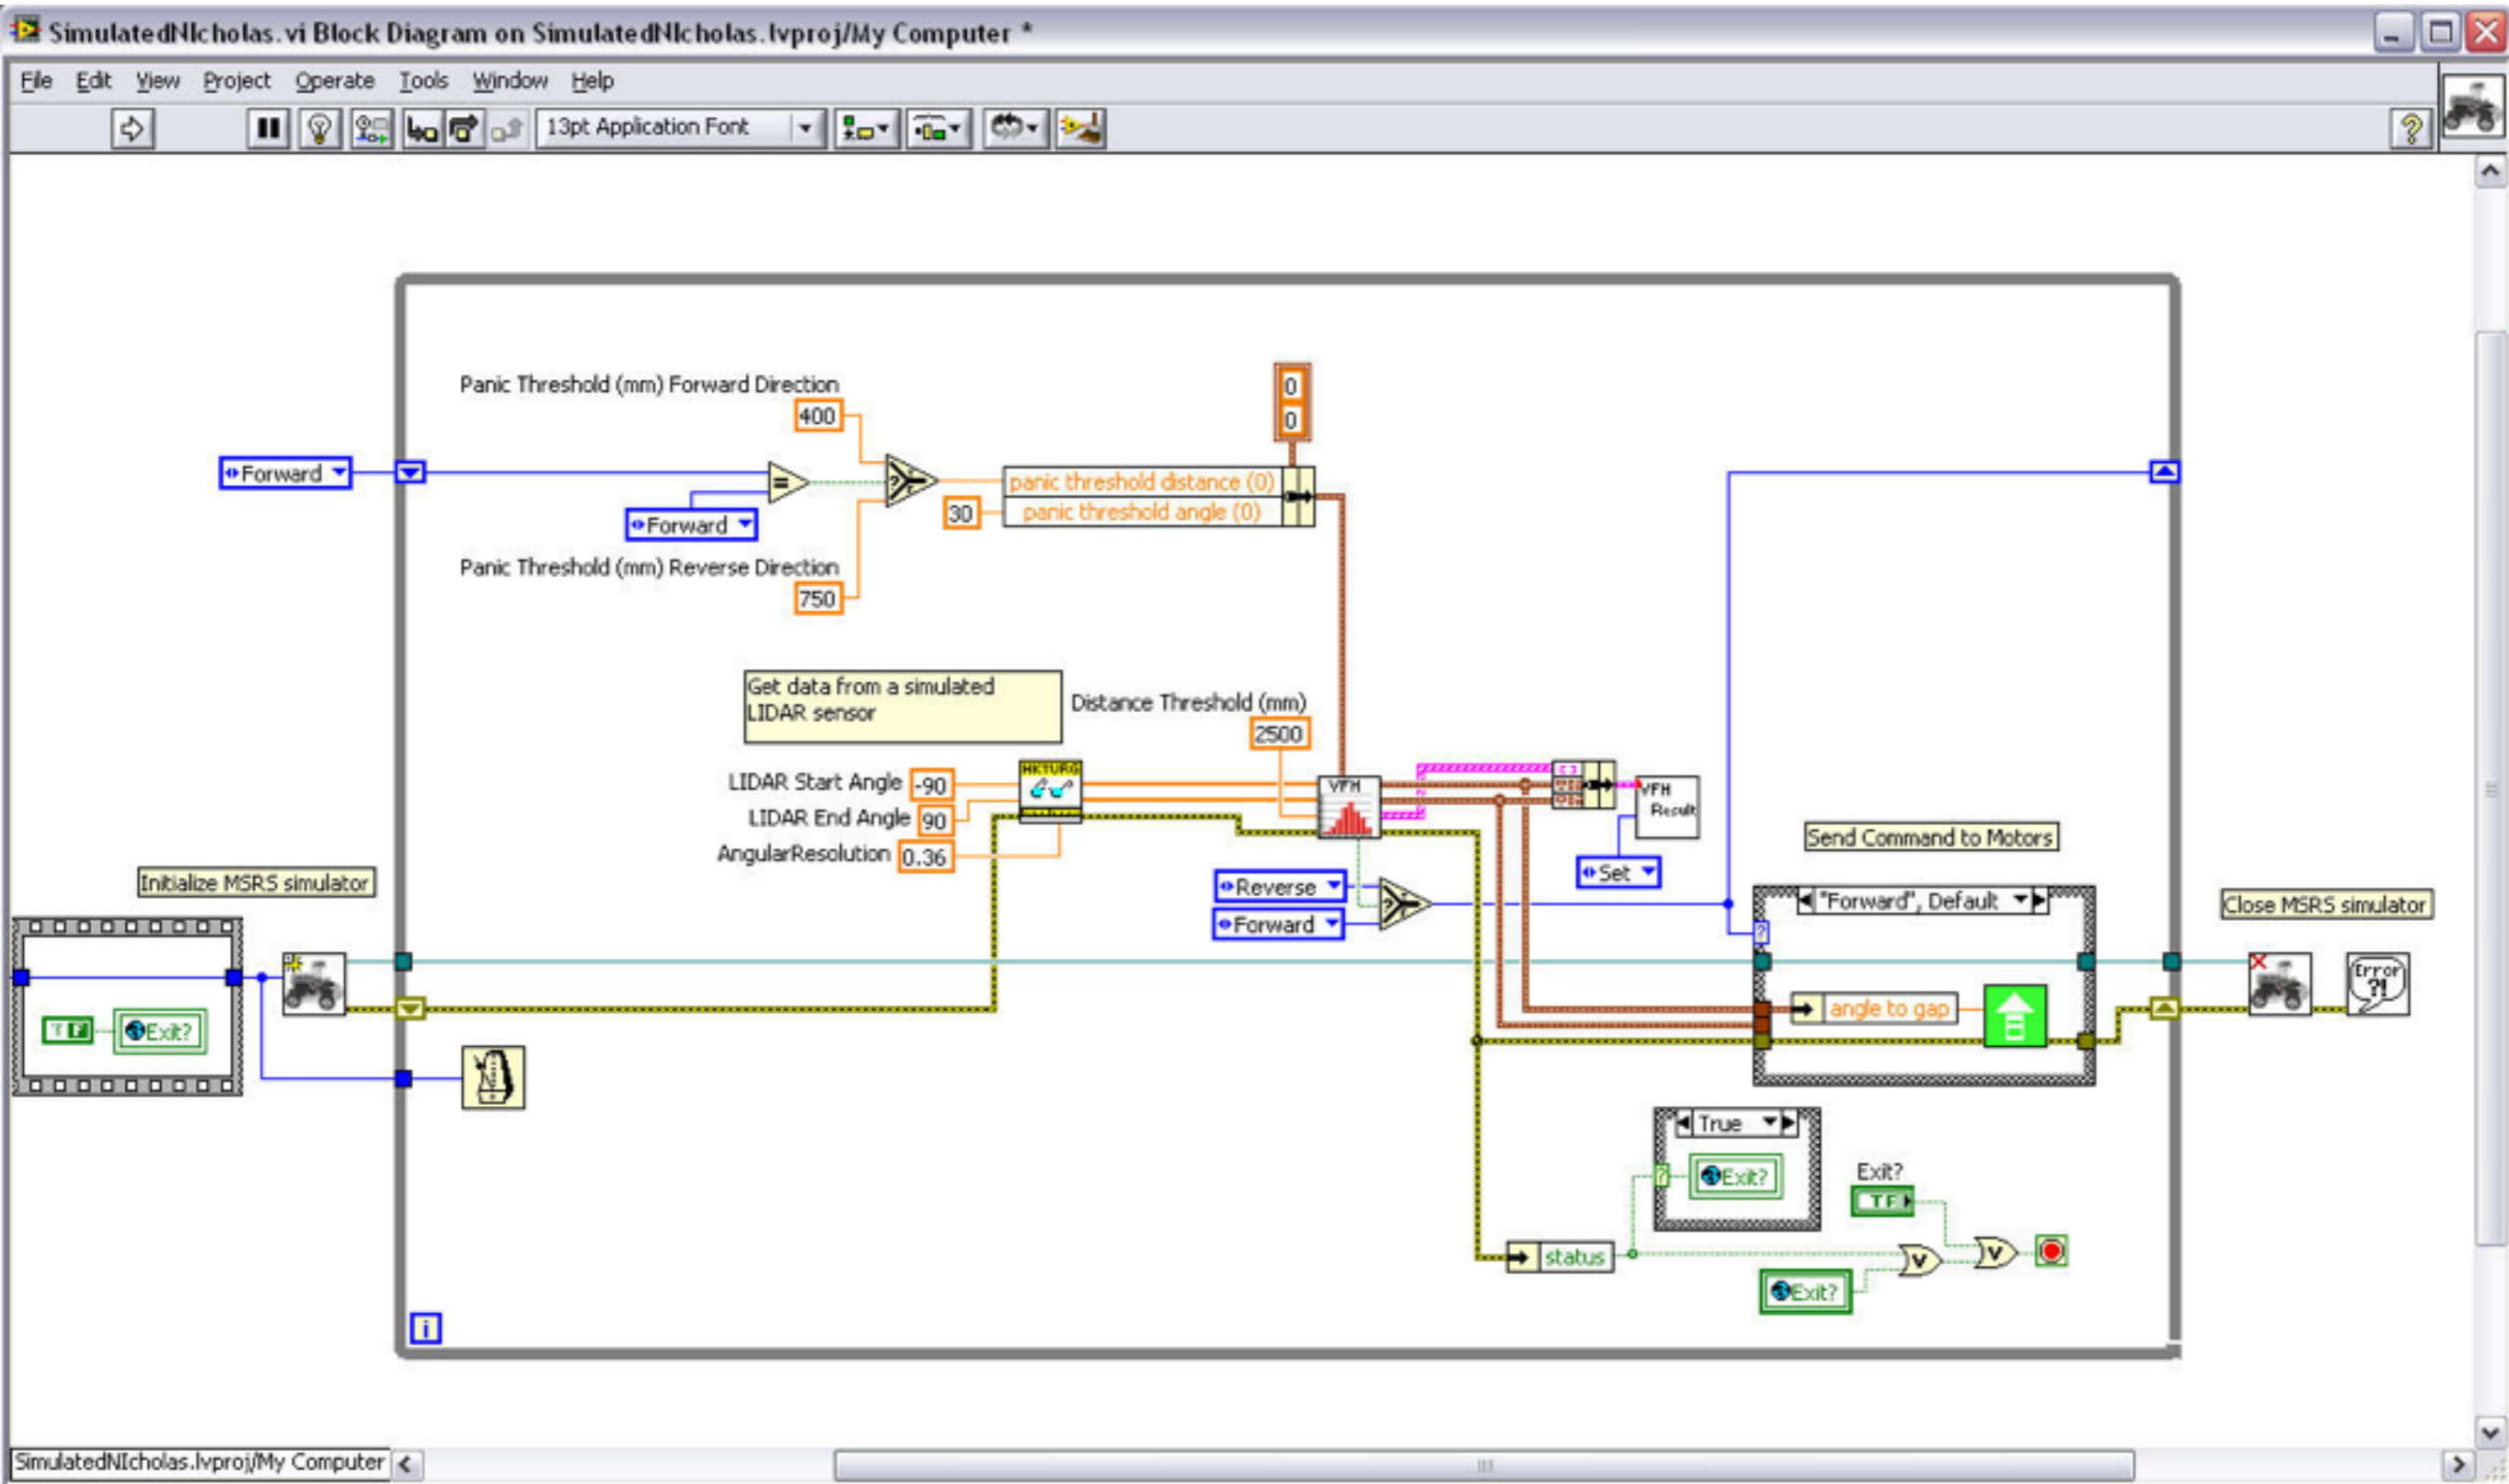 SimulatedNIcholas.vi Block Diagram on SimulatedNIcholas.lvproj/My Computer *
File Edit View Project Operate Tools Window Help
13pt Application Font
Panic Threshold (mm) Forward Direction
400
0
0
Forward
=
?
panic threshold distance (0)
Forward
30
panic threshold angle (0)
Panic Threshold (mm) Reverse Direction
750
Get data from a simulated
LIDAR sensor
Distance Threshold (mm)
2500
LIDAR Start Angle -90
HKTURG
VFH
VFH
Result
LIDAR End Angle 90
AngularResolution 0.36
Set
Send Command to Motors
Initialize MSRS simulator
Reverse
Forward
?
"Forward", Default
?
Close MSRS simulator
Error
?!
angle to gap
TF
Exit?
True
?
Exit?
Exit?
TF
status
V
V
Exit?
i
SimulatedNIcholas.lvproj/My Computer